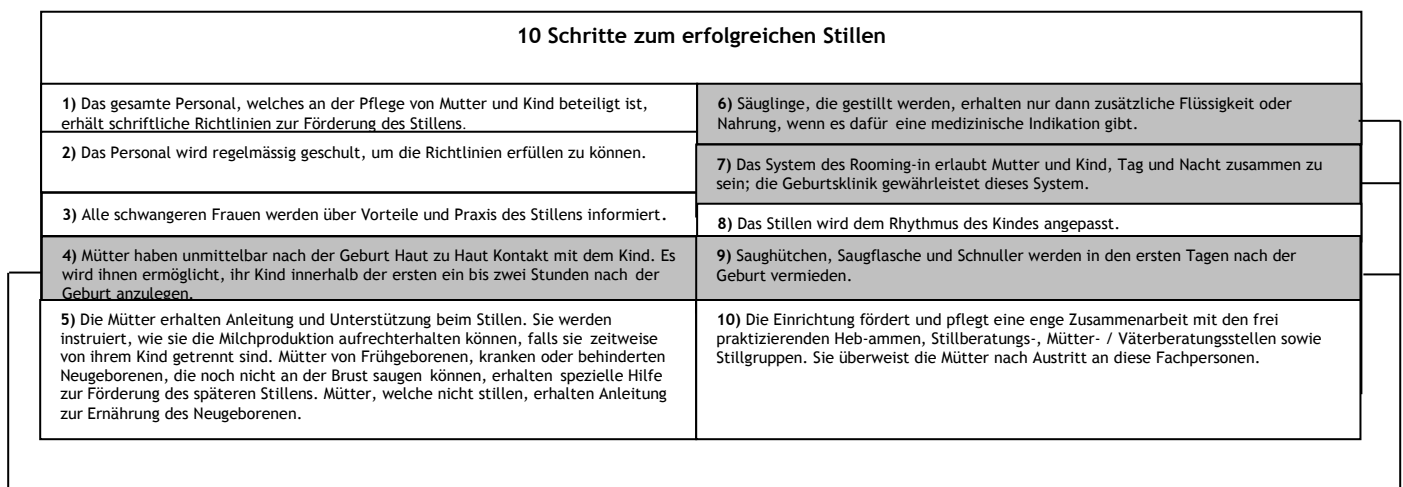 10 Schritte zum erfolgreichen Stillen
1) Das gesamte Personal, welches an der Pflege von Mutter und Kind beteiligt ist,
erhält schriftliche Richtlinien zur Förderung des Stillens.
2) Das Personal wird regelmässig geschult, um die Richtlinien erfüllen zu können.
3) Alle schwangeren Frauen werden über Vorteile und Praxis des Stillens informiert.
4) Mütter haben unmittelbar nach der Geburt Haut zu Haut Kontakt mit dem Kind. Es
wird ihnen ermöglicht, ihr Kind innerhalb der ersten ein bis zwei Stunden nach der
Geburt anzulegen.
5) Die Mütter erhalten Anleitung und Unterstützung beim Stillen. Sie werden
instruiert, wie sie die Milchproduktion aufrechterhalten können, falls sie zeitweise
von ihrem Kind getrennt sind. Mütter von Frühgeborenen, kranken oder behinderten
Neugeborenen, die noch nicht an der Brust saugen können, erhalten spezielle Hilfe
zur Förderung des späteren Stillens. Mütter, welche nicht stillen, erhalten Anleitung
zur Ernährung des Neugeborenen.
6) Säuglinge, die gestillt werden, erhalten nur dann zusätzliche Flüssigkeit oder
Nahrung, wenn es dafür eine medizinische Indikation gibt.
7) Das System des Rooming-in erlaubt Mutter und Kind, Tag und Nacht zusammen zu
sein; die Geburtsklinik gewährleistet dieses System.
8) Das Stillen wird dem Rhythmus des Kindes angepasst.
9) Saughütchen, Saugflasche und Schnuller werden in den ersten Tagen nach der
Geburt vermieden.
10) Die Einrichtung fördert und pflegt eine enge Zusammenarbeit mit den frei
praktizierenden Heb-ammen, Stillberatungs-, Mütter- / Väterberatungsstellen sowie
Stillgruppen. Sie überweist die Mütter nach Austritt an diese Fachpersonen.